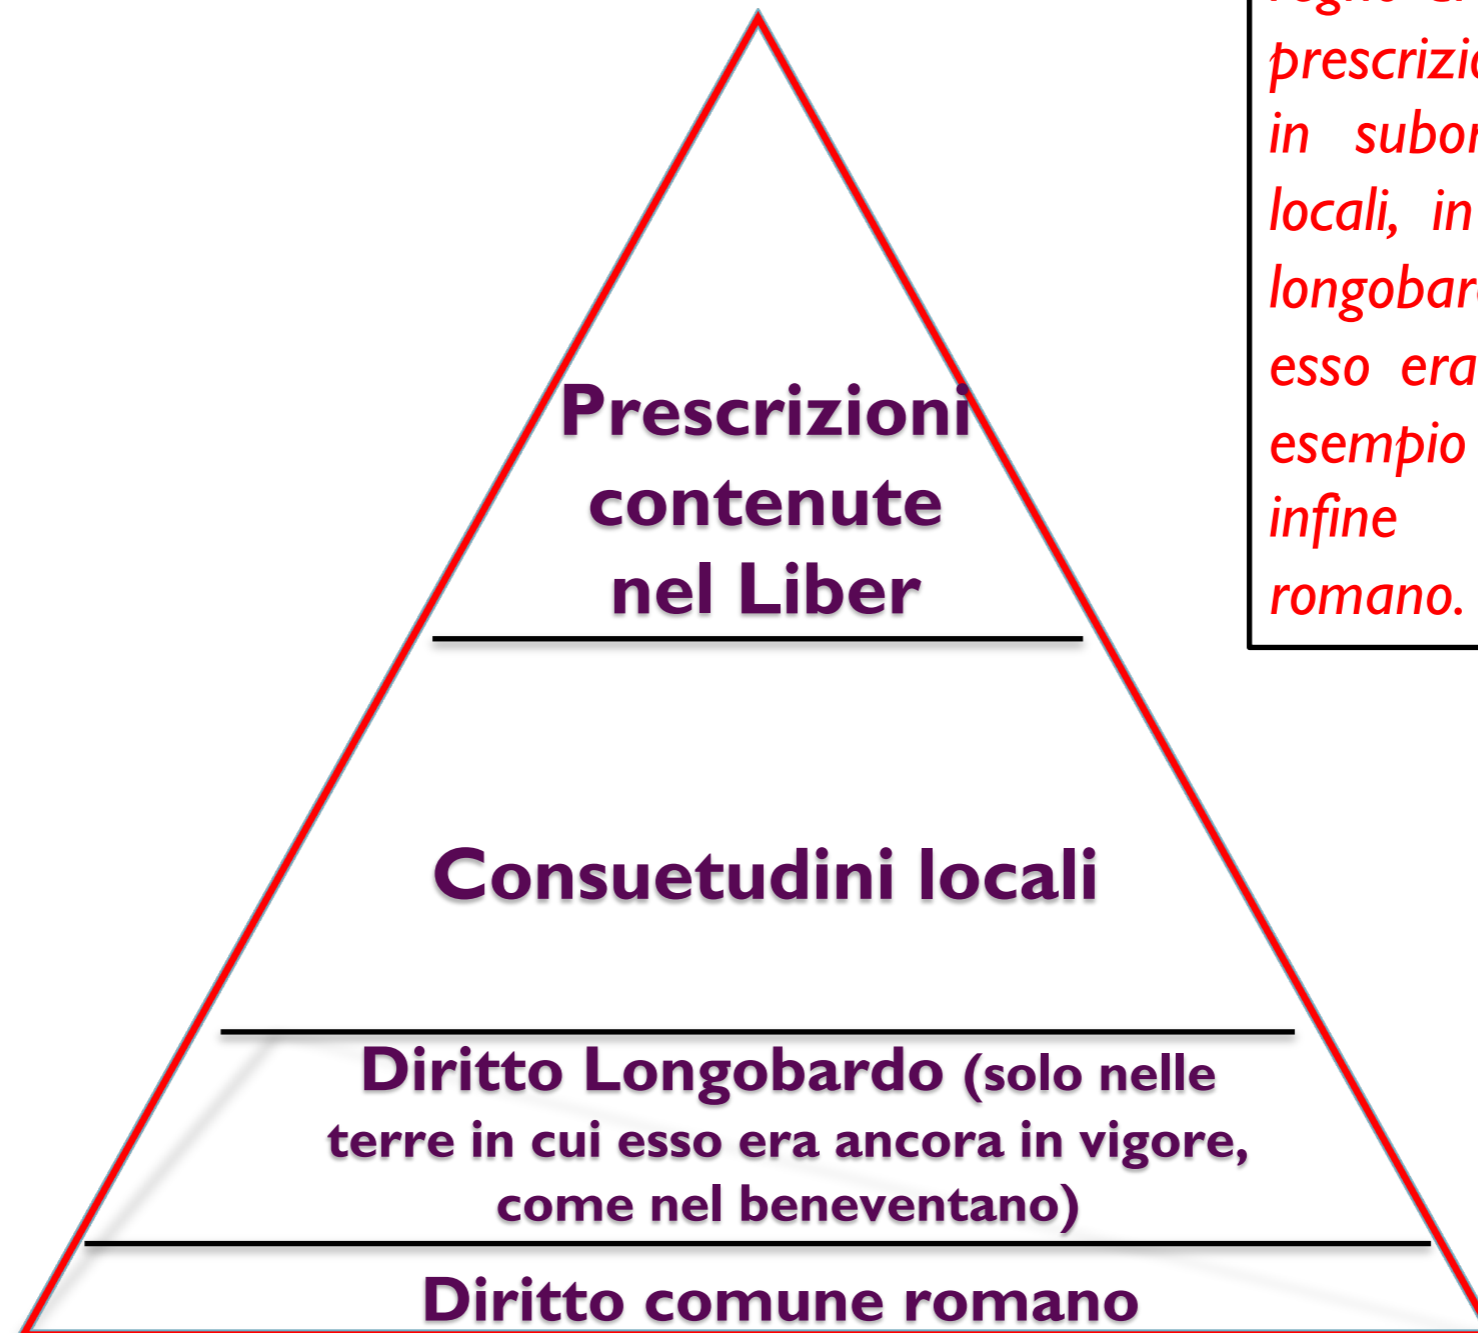 prescrizio
in subor
locali, in
longobar
esso era
esempio
infine
romano.
Prescrizioni
contenute
nel Liber
Consuetudini locali
Diritto Longobardo (solo nelle
terre in cui esso era ancora in vigore,
come nel beneventano)
Diritto comune romano